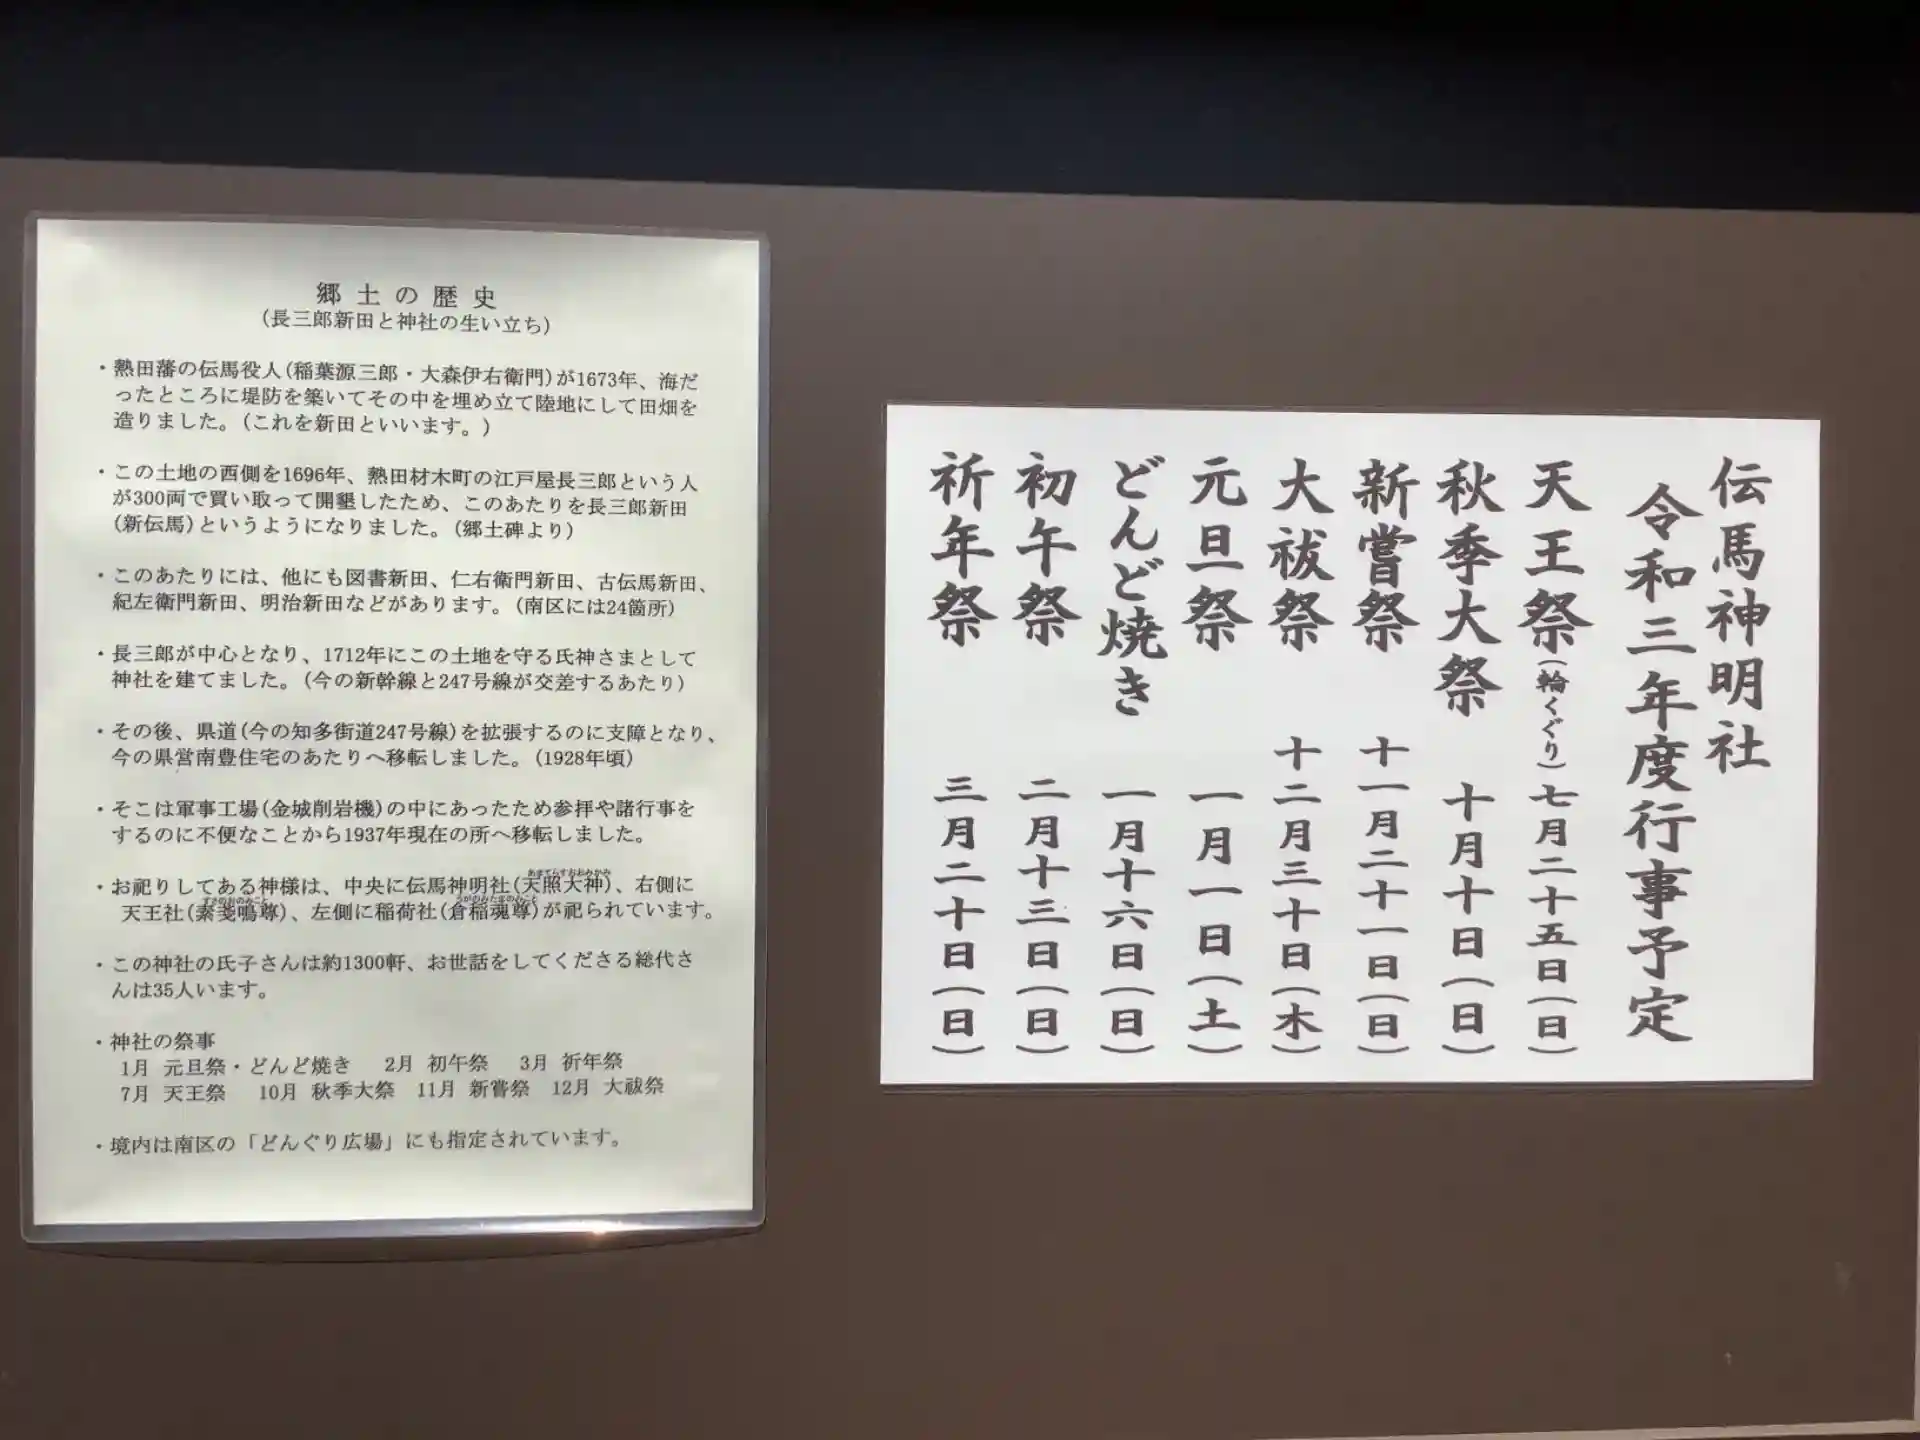 郷土の歴史
(長三郎新田と神社の生い立ち)
・熱田藩の伝馬役人(稲葉源三郎・大森伊右衛門)が1673年、海だ
ったところに堤防を築いてその中を埋め立て陸地にして田畑を
造りました。(これを新田といいます。)
・この土地の西側を1696年、熱田材木町の江戸屋長三郎という人
が300両で買い取って開墾したため、このあたりを長三郎新田
(新伝馬)というようになりました。(郷土碑より)
・このあたりには、他にも図書新田、仁右衛門新田、古伝馬新田、
紀左衛門新田、明治新田などがあります。(南区には24箇所)
・長三郎が中心となり、1712年にこの土地を守る氏神さまとして
神社を建てました。(今の新幹線と247号線が交差するあたり)
・その後、県道(今の知多街道247号線)を拡張するのに支障となり、
今の県営南豊住宅のあたりへ移転しました。(1928年頃)
・そこは軍事工場(金城削岩機)の中にあったため参拝や諸行事を
するのに不便なことから1937年現在の所へ移転しました。
・お祀りしてある神様は、中央に伝馬神明社(天照大神)、右側に
天王社(素戔嗚尊)、左側に稲荷社(倉稲魂尊)が祀られています。
・この神社の氏子さんは約1300軒、お世話をしてくださる総代さ
んは35人います。
・神社の祭事
1月 元旦祭・どんど焼き 2月 初午祭 3月 祈年祭
7月 天王祭 10月 秋季大祭 11月 新嘗祭 12月 大祓祭
・境内は南区の「どんぐり広場」にも指定されています。
伝馬神明社
令和三年度行事予定
天王祭(輪くぐり)七月二十五日(日)
秋季大祭 十月十日(日)
新嘗祭 十一月二十一日(日)
大祓祭 十二月三十日(木)
元旦祭 一月一日(土)
どんど焼き 一月十六日(日)
初午祭 二月十三日(日)
祈年祭 三月二十日(日)